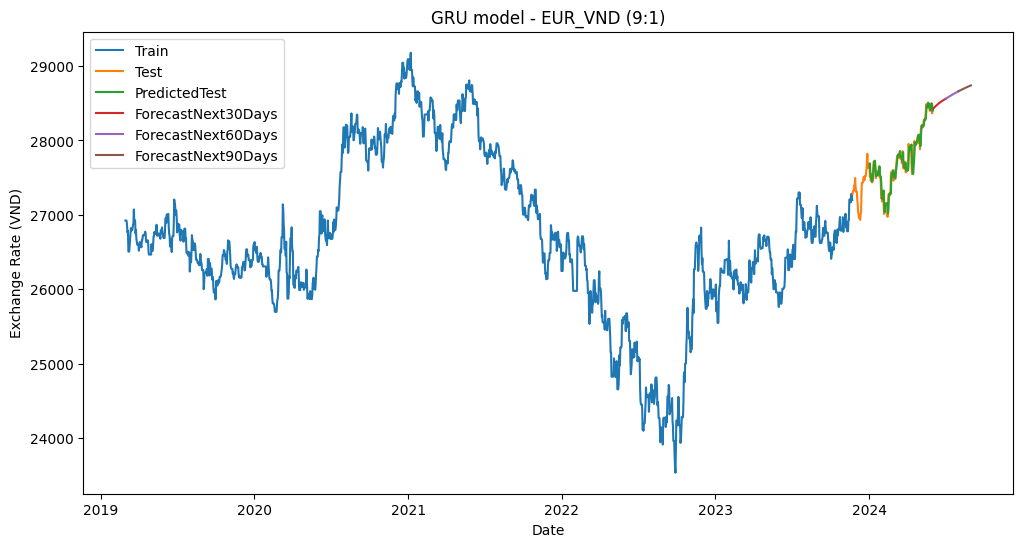 GRU model - EUR_VND (9:1)
Train
Test
PredictedTest
ForecastNext30Days
ForecastNext60Days
ForecastNext90Days
Exchange Rate (VND)
29000
28000
27000
26000
25000
24000
2019
2020
2021
2022
2023
2024
Date